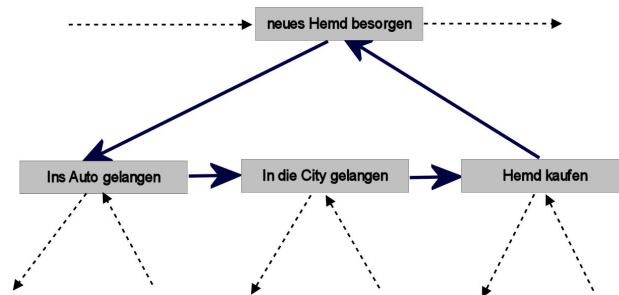 neues Hemd besorgen
Ins Auto gelangen
In die City gelangen
Hemd kaufen